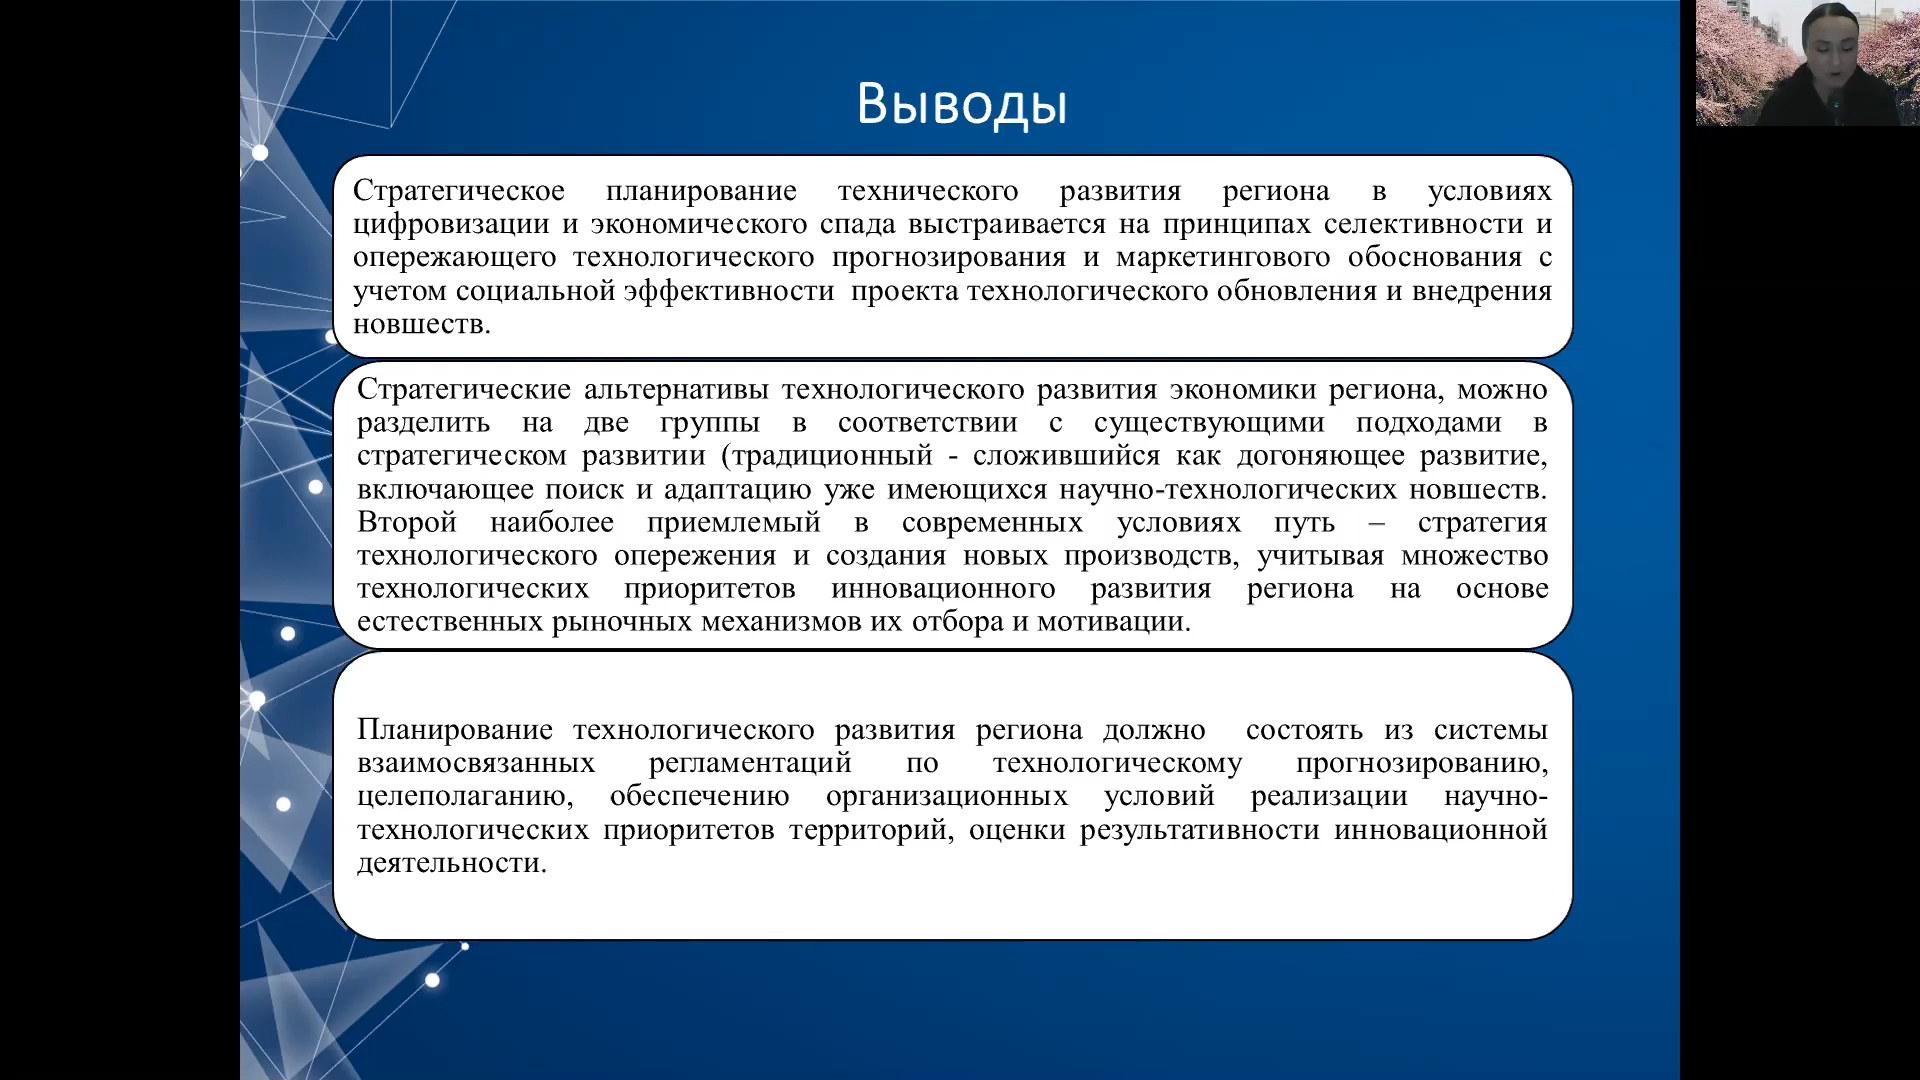 Выводы
Стратегическое планирование технического развития региона в условиях
цифровизации и экономического спада выстраивается на принципах селективности и
опережающего технологического прогнозирования и маркетингового обоснования с
учетом социальной эффективности проекта технологического обновления и внедрения
новшеств.
Стратегические альтернативы технологического развития экономики региона, можно
разделить на две группы в соответствии с существующими подходами в
стратегическом развитии (традиционный - сложившийся как догоняющее развитие,
включающее поиск и адаптацию уже имеющихся научно-технологических новшеств.
Второй наиболее приемлемый в современных условиях путь – стратегия
технологического опережения и создания новых производств, учитывая множество
технологических приоритетов инновационного развития региона на основе
естественных рыночных механизмов их отбора и мотивации.
Планирование технологического развития региона должно состоять из системы
взаимосвязанных регламентаций по технологическому прогнозированию,
целеполаганию, обеспечению организационных условий реализации научно-
технологических приоритетов территорий, оценки результативности инновационной
деятельности.